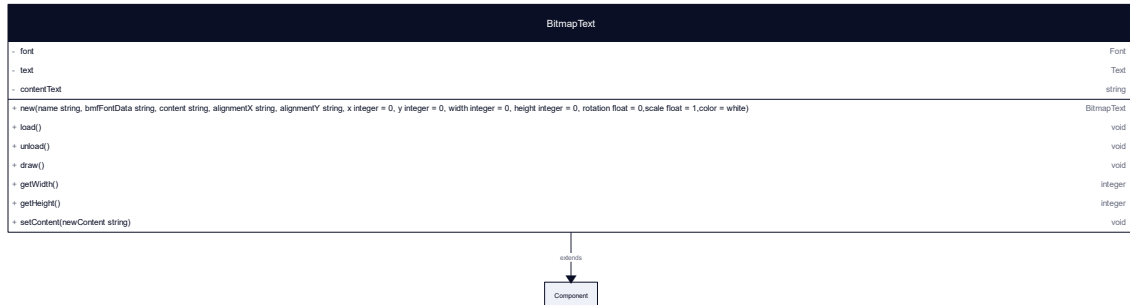 BitmapText
- font Font
- text Text
- contentText string
+ new(name string, bmfFontData string, content string, alignmentX string, alignmentY string, x integer = 0, y integer = 0, width integer = 0, height integer = 0, rotation float = 0,scale float = 1,color = white) BitmapText
+ load() void
+ unload() void
+ draw() void
+ getWidth() integer
+ getHeight() integer
+ setContent(newContent string) void
extends
Component